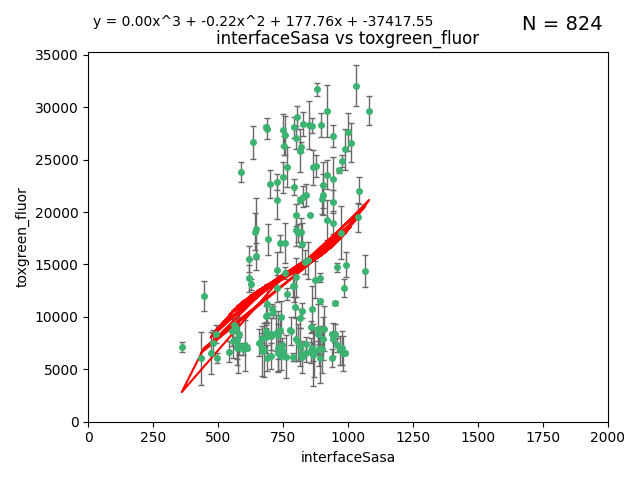 y = 0.00x^3 + -0.22x^2 + 177.76x + -37417.55
N = 824
interfaceSasa vs toxgreen_fluor
35000
30000
25000
20000
15000
10000
5000
0
toxgreen_fluor
0 250 500 750 1000 1250 1500 1750 2000
interfaceSasa